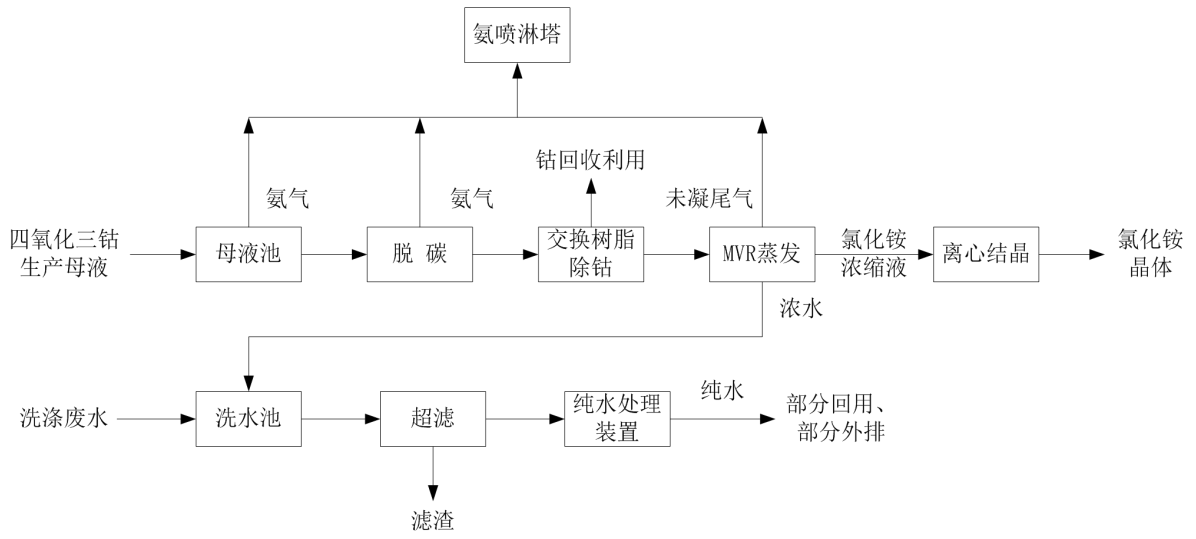 氨喷淋塔
钴回收利用
氨气
氨气
未凝尾气
四氧化三钴
生产母液
母液池
脱 碳
交换树脂
除钴
MVR蒸发
氯化铵
浓缩液
离心结晶
氯化铵
晶体
浓水
洗涤废水
洗水池
超滤
纯水处理
装置
纯水
部分回用、
部分外排
滤渣